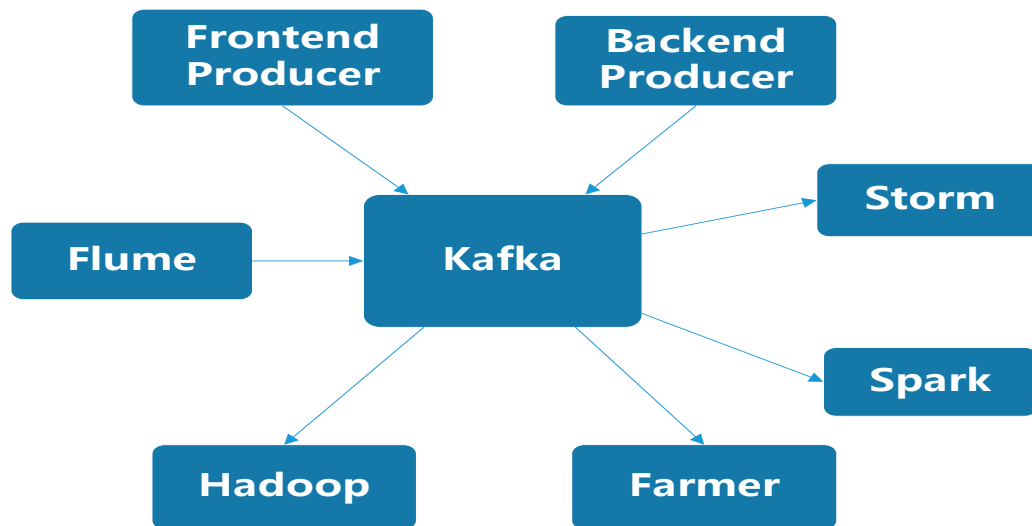 Frontend
Producer
Backend
Producer
Storm
Flume
Kafka
Spark
Hadoop
Farmer